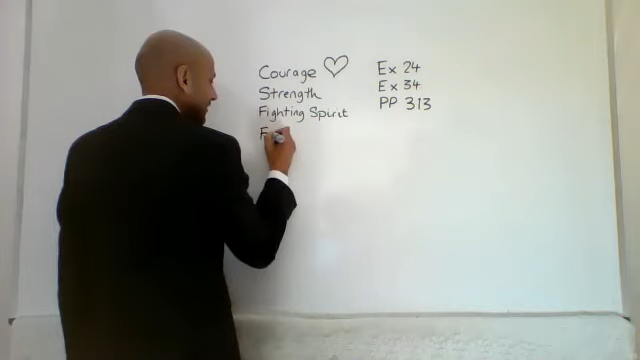 Courage ♡ Ex 24
Strength Ex 34
Fighting Spirit PP 313
F